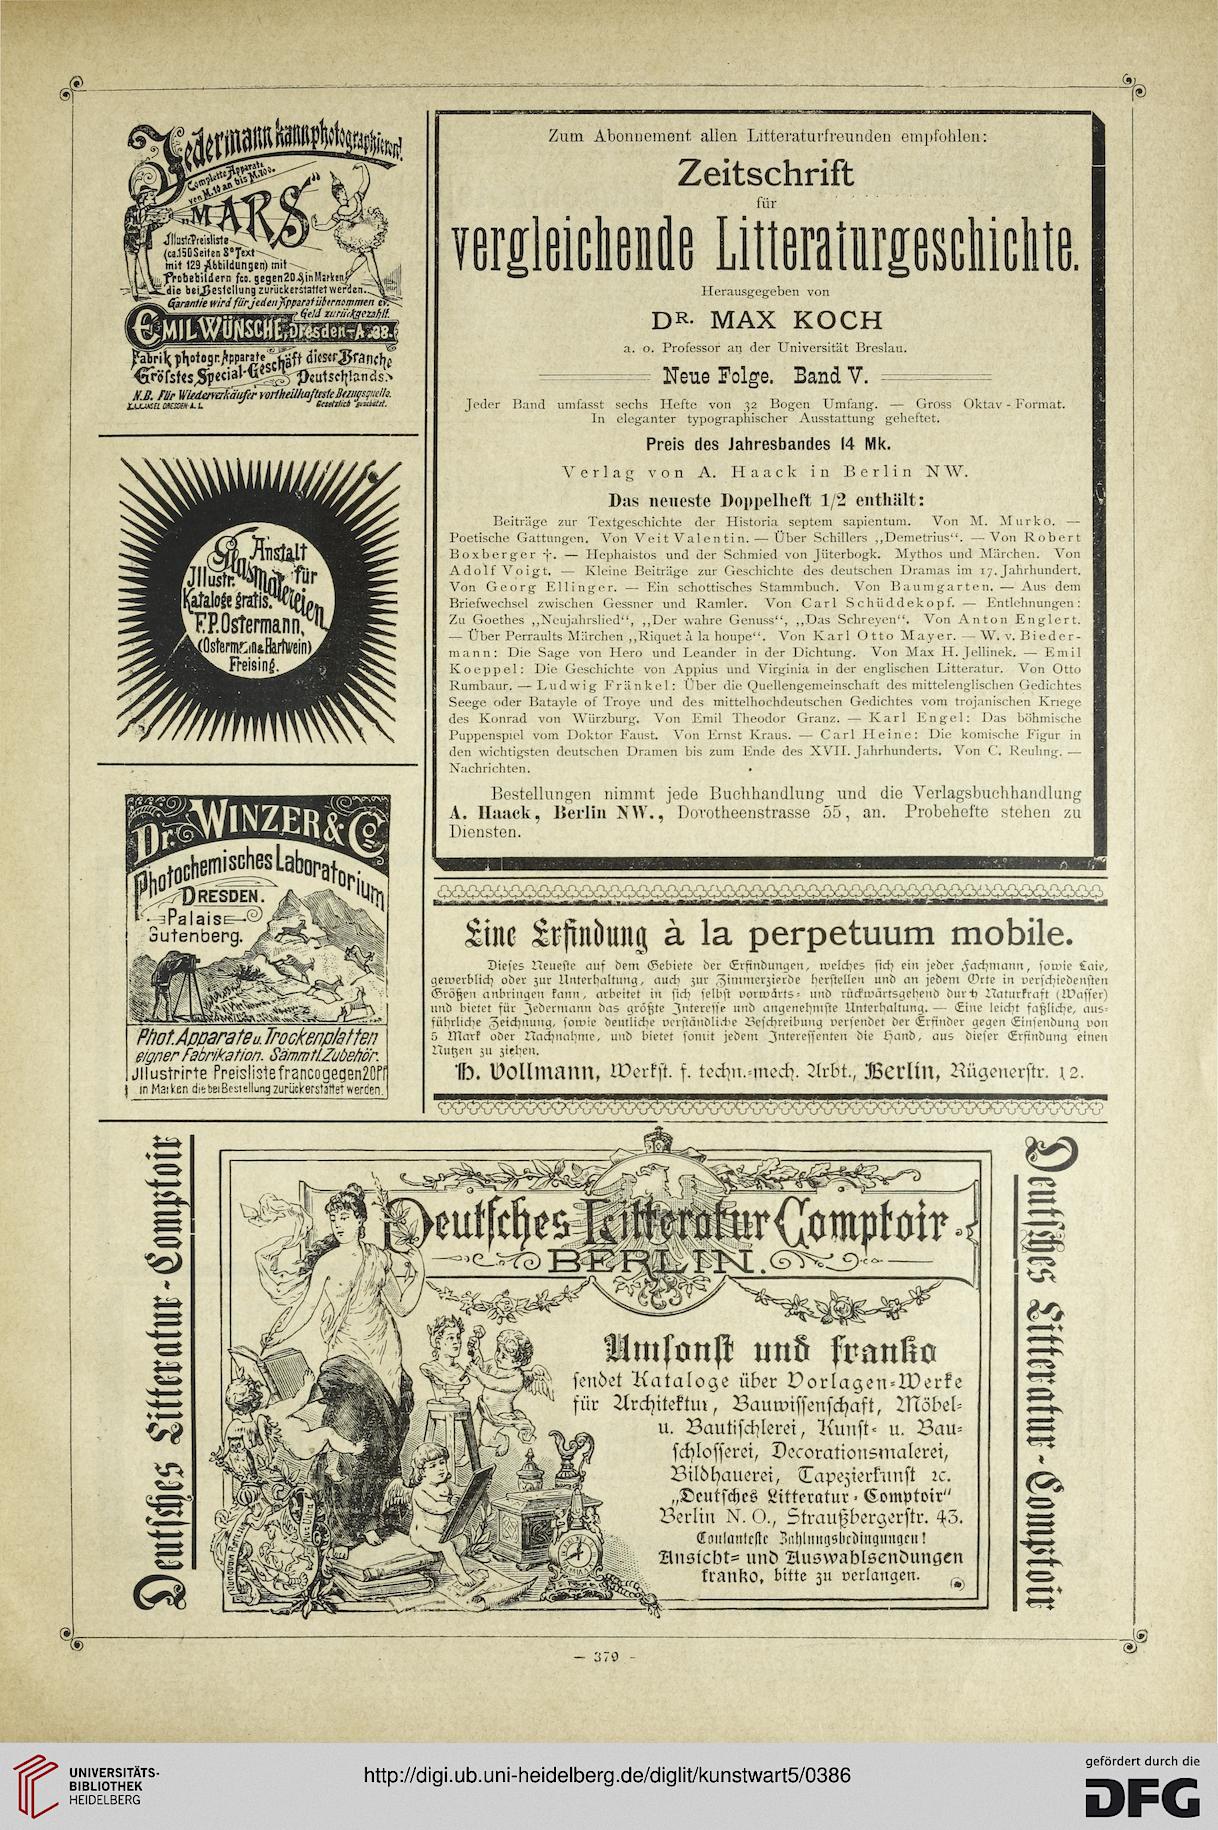 Jedermann kann photographieren!
Complette Apparate
von M.10 an bis M.700.
„MARS“
Jllustr. Preisliste
(ca.150 Seiten 8° Text
mit 129 Abbildungen) mit
Probebildern fco. gegen 20 ₰ in Marken,
die bei Bestellung zurückerstattet werden.
Garantie wird für jeden Apparat übernommen ev.
Geld zurückgezahlt.
EMIL WÜNSCHE, Dresden-A. 38.
Fabrik photogr. Apparate
Größtes Special-Geschäft dieser Branche
Deutschlands.
N.B. Für Wiederverkäufer vortheilhafteste Bezugsquelle.
Gesetzlich geschützt.
Anstalt
für
Glasmalereien
Jllustr.
Kataloge gratis.
F.P. Ostermann,
(Ostermann & Hartwein)
Freising.
Dr. WINZER & Co
Photochemisches Laboratorium
DRESDEN.
Palais
Gutenberg.
Phot. Apparate u. Trockenplatten
eigner Fabrikation. Sämmtl. Zubehör.
Jllustrirte Preisliste franco gegen 20 Pf
in Marken die bei Bestellung zurückerstattet werden.
Zum Abonnement allen Litteraturfreunden empfohlen:
Zeitschrift
für
vergleichende Litteraturgeschichte.
Herausgegeben von
DR. MAX KOCH
a. o. Professor an der Universität Breslau.
Neue Folge. Band V.
Jeder Band umfasst sechs Hefte von 32 Bogen Umfang. — Gross Oktav-Format.
In eleganter typographischer Ausstattung geheftet.
Preis des Jahresbandes 14 Mk.
Verlag von A. Haack in Berlin NW.
Das neueste Doppelheft 1/2 enthält:
Beiträge zur Textgeschichte der Historia septem sapientum. Von M. Murko. —
Poetische Gattungen. Von Veit Valentin. — Über Schillers „Demetrius“. — Von Robert
Boxberger †. — Hephaistos und der Schmied von Jüterbogk. Mythos und Märchen. Von
Adolf Voigt. — Kleine Beiträge zur Geschichte des deutschen Dramas im 17. Jahrhundert.
Von Georg Ellinger. — Ein schottisches Stammbuch. Von Baumgarten. — Aus dem
Briefwechsel zwischen Gessner und Ramler. Von Carl Schüddekopf. — Entlehnungen:
Zu Goethes „Neujahrslied“, „Der wahre Genuss“, „Das Schreyen“. Von Anton Englert.
— Über Perraults Märchen „Riquet à la houpe“. Von Karl Otto Mayer. — W. v. Bieder-
mann: Die Sage von Hero und Leander in der Dichtung. Von Max H. Jellinek. — Emil
Koeppel: Die Geschichte von Appius und Virginia in der englischen Litteratur. Von Otto
Rumbaur. — Ludwig Fränkel: Über die Quellengemeinschaft des mittelenglischen Gedichtes
Seege oder Batayle of Troye und des mittelhochdeutschen Gedichtes vom trojanischen Kriege
des Konrad von Würzburg. Von Emil Theodor Granz. — Karl Engel: Das böhmische
Puppenspiel vom Doktor Faust. Von Ernst Kraus. — Carl Heine: Die komische Figur in
den wichtigsten deutschen Dramen bis zum Ende des XVII. Jahrhunderts. Von C. Reuling. —
Nachrichten.
Bestellungen nimmt jede Buchhandlung und die Verlagsbuchhandlung
A. Haack, Berlin NW., Dorotheenstrasse 55, an. Probehefte stehen zu
Diensten.
Eine Erfindung à la perpetuum mobile.
Dieses Neueste auf dem Gebiete der Erfindungen, welches sich ein jeder Fachmann, sowie Laie,
gewerblich oder zur Unterhaltung, auch zur Zimmerzierde herstellen und an jedem Orte in verschiedensten
Größen anbringen kann, arbeitet in sich selbst vorwärts- und rückwärtsgehend durch Naturkraft (Wasser)
und bietet für Jedermann das größte Interesse und angenehmste Unterhaltung. — Eine leicht faßliche, aus-
führliche Zeichnung, sowie deutliche verständliche Beschreibung versendet der Erfinder gegen Einsendung von
5 Mark oder Nachnahme, und bietet somit jedem Interessenten die Hand, aus dieser Erfindung einen
Nutzen zu ziehen.
H. Vollmann, Werkst. f. techn.-mech. Arbt., Berlin, Rügenerstr. 12.
Deutsches Litteratur-Comptoir
Deutsches Litteratur Comptoir
BERLIN.
Umsonst und franko
sendet Kataloge über Vorlagen-Werke
für Architektur, Bauwissenschaft, Möbel-
u. Bautischlerei, Kunst- u. Bau-
schlosserei, Decorationsmalerei,
Bildhauerei, Tapezierkunst ꝛc.
„Deutsches Litteratur-Comptoir“
Berlin N. O., Straußbergerstr. 43.
Coulanteste Zahlungsbedingungen!
Ansicht- und Auswahlsendungen
franko, bitte zu verlangen.
Deutsches Litteratur-Comptoir
— 379 -
UNIVERSITÄTS-
BIBLIOTHEK
HEIDELBERG
http://digi.ub.uni-heidelberg.de/diglit/kunstwart5/0386
gefördert durch die
DFG